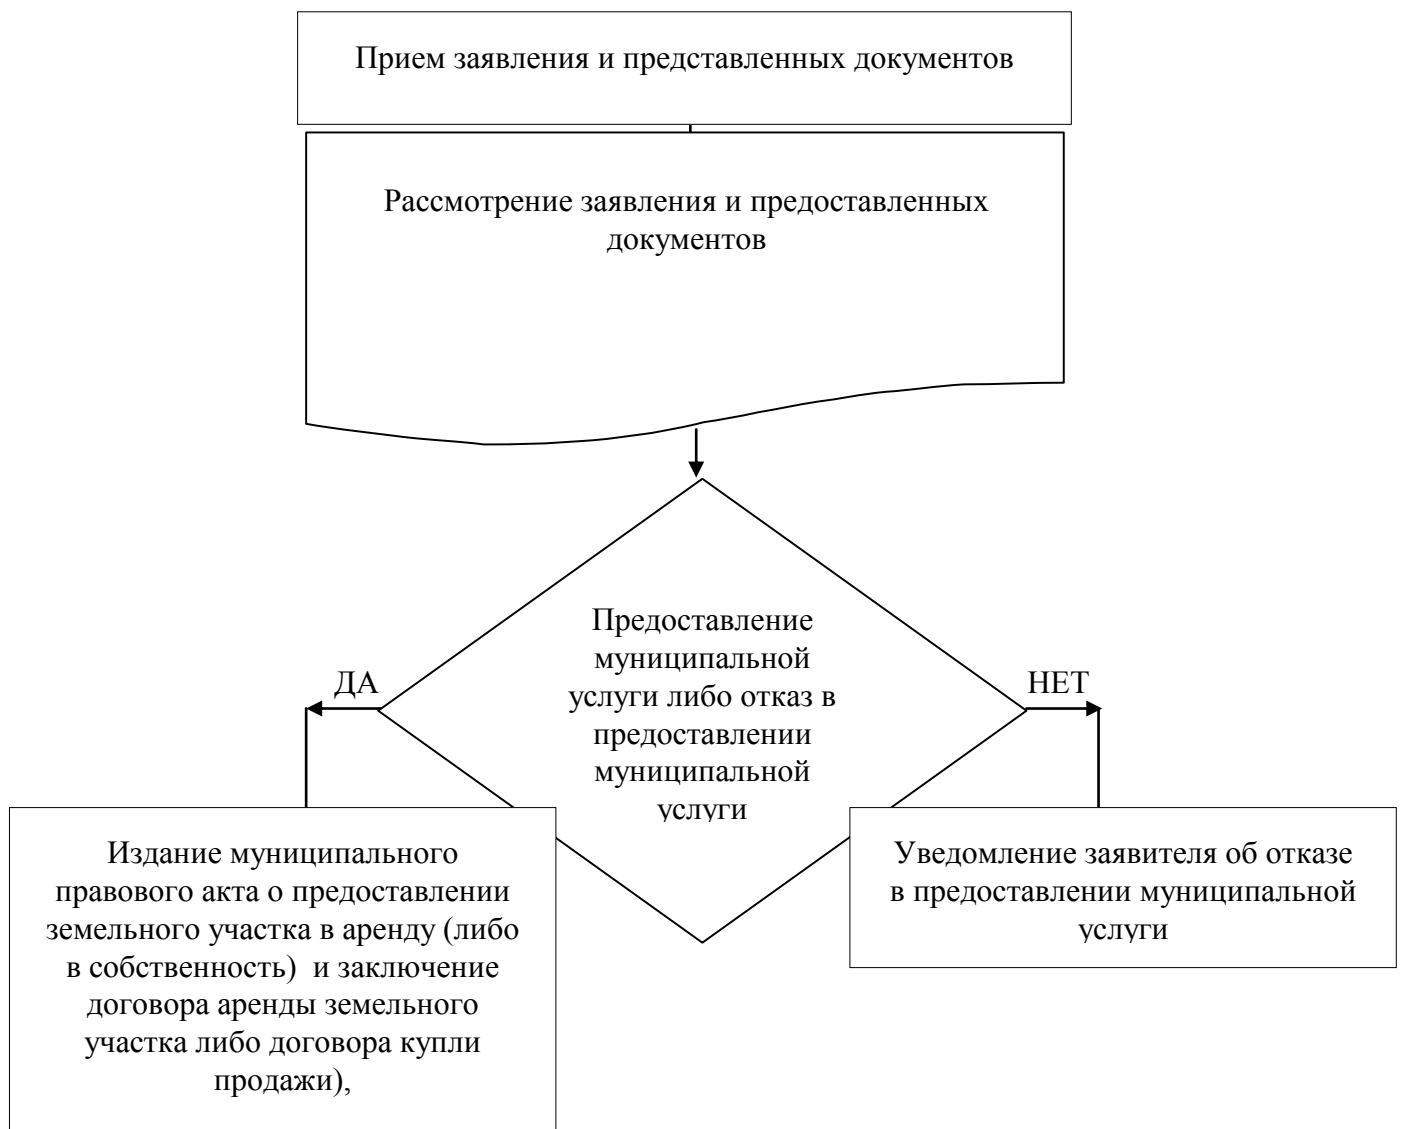 Прием заявления и представленных документов
Рассмотрение заявления и предоставленных
документов
Предоставление
муниципальной
услуги либо отказ в
предоставлении
муниципальной
услуги
ДА
НЕТ
Издание муниципального
правового акта о предоставлении
земельного участка в аренду (либо
в собственность)  и заключение
договора аренды земельного
участка либо договора купли
продажи),
Уведомление заявителя об отказе
в предоставлении муниципальной
услуги